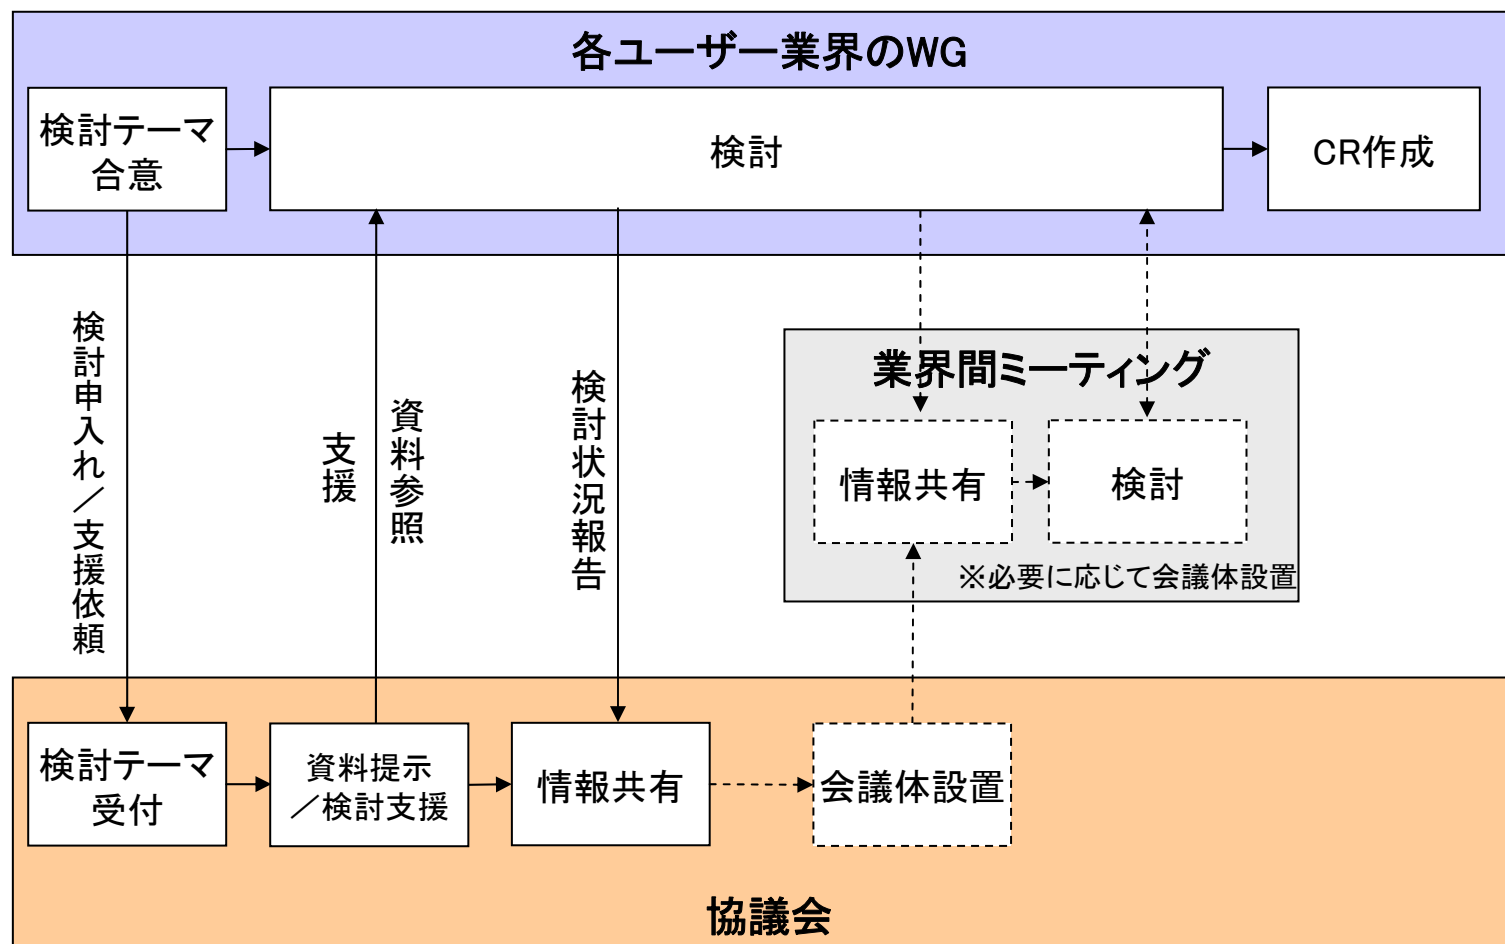 各ユーザー業界のWG
検討テーマ
合意
検討
CR作成
検討申入れ／支援依頼
支援
資料参照
検討状況報告
業界間ミーティング
情報共有
検討
※必要に応じて会議体設置
検討テーマ
受付
資料提示
／検討支援
情報共有
会議体設置
協議会